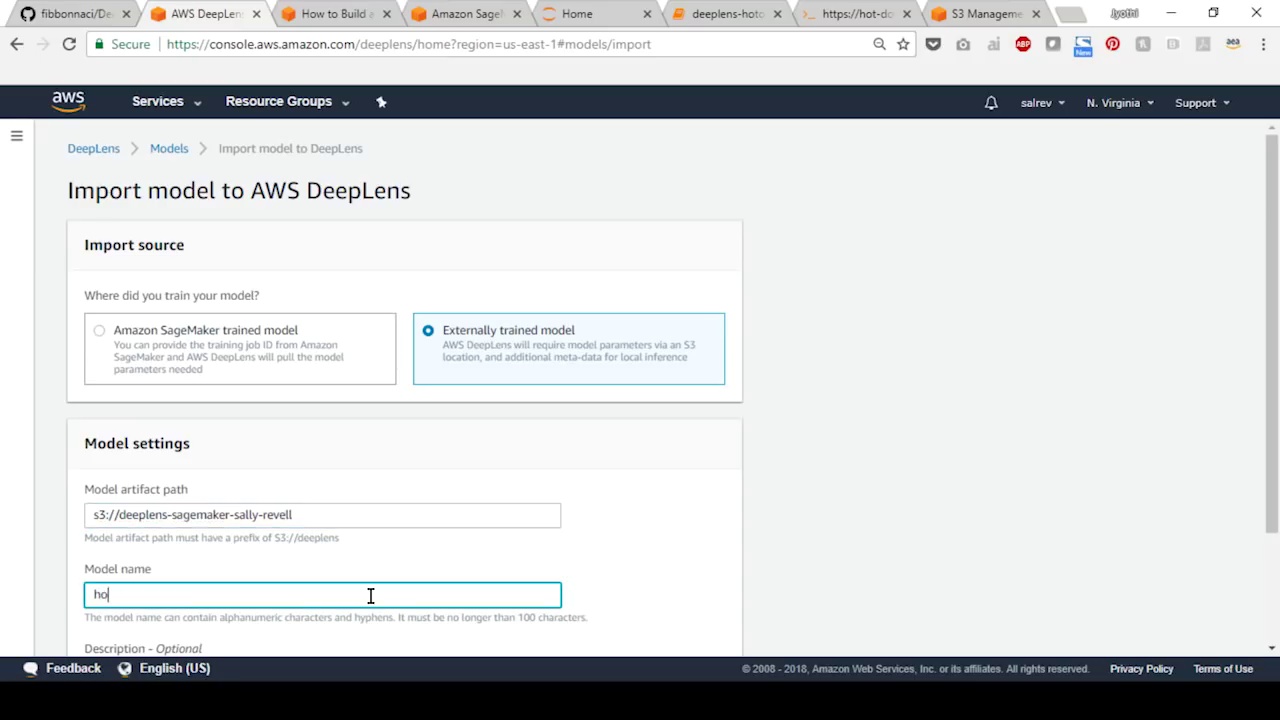 fibbonnaci/De
AWS DeepLens
How to Build a
Amazon SageM
Home
deeplens-hoto
https://hot-do
S3 Manageme
Jyothi
Secure
https://console.aws.amazon.com/deeplens/home?region=us-east-1#models/import
ai
ABP
New
aws
Services
Resource Groups
salrev
N. Virginia
Support
DeepLens
Models
Import model to DeepLens
Import model to AWS DeepLens
Import source
Where did you train your model?
Amazon SageMaker trained model
You can provide the training job ID from Amazon
SageMaker and AWS DeepLens will pull the model
parameters needed
Externally trained model
AWS DeepLens will require model parameters via an S3
location, and additional meta-data for local inference
Model settings
Model artifact path
s3://deeplens-sagemaker-sally-revell
Model artifact path must have a prefix of S3://deeplens
Model name
ho
The model name can contain alphanumeric characters and hyphens. It must be no longer than 100 characters.
Description - Optional
Feedback
English (US)
© 2008 - 2018, Amazon Web Services, Inc. or its affiliates. All rights reserved.
Privacy Policy
Terms of Use